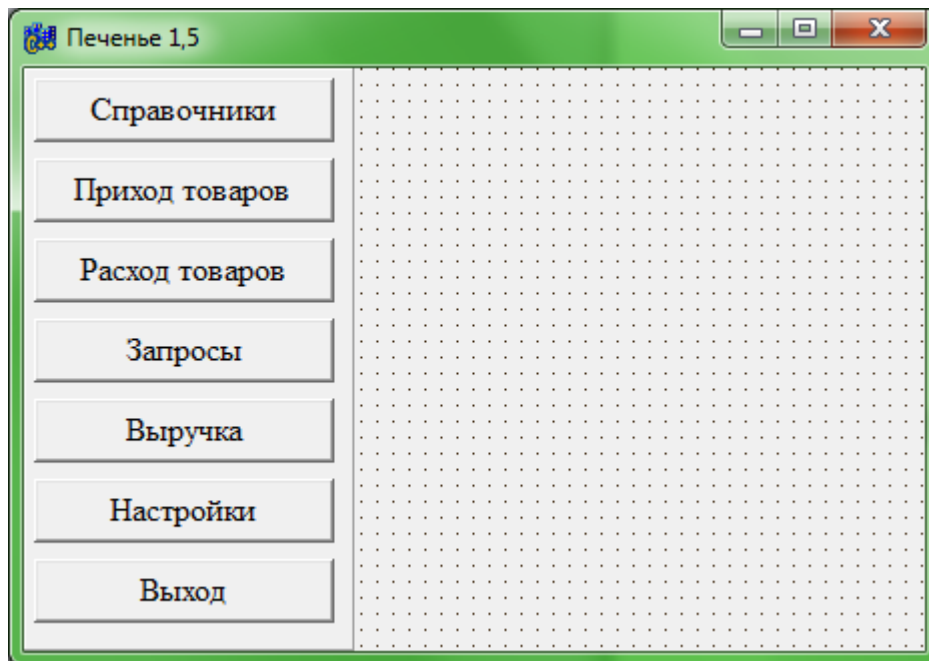 Печенье 1,5
Справочники
Приход товаров
Расход товаров
Запросы
Выручка
Настройки
Выход